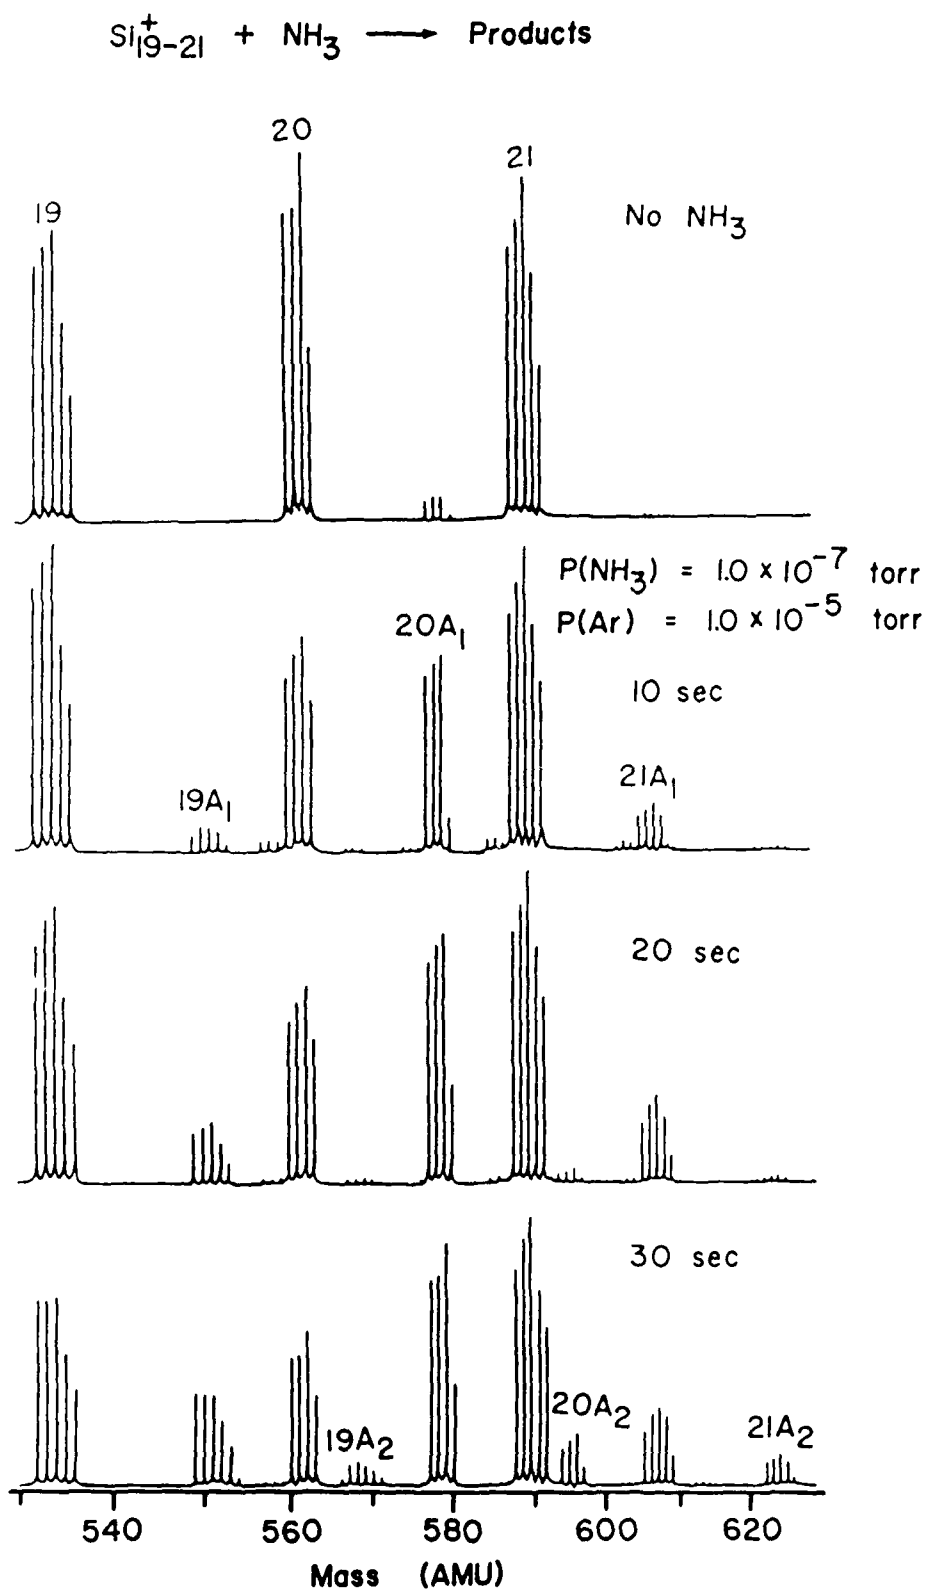 Si⁺19-21 + NH3 → Products
20
21
19
No NH3
P(NH3) = 1.0 x 10⁻⁷ torr
P(Ar) = 1.0 x 10⁻⁵ torr
20A1
10 sec
21A1
19A1
20 sec
30 sec
20A2
19A2
21A2
540 560 580 600 620
Mass (AMU)